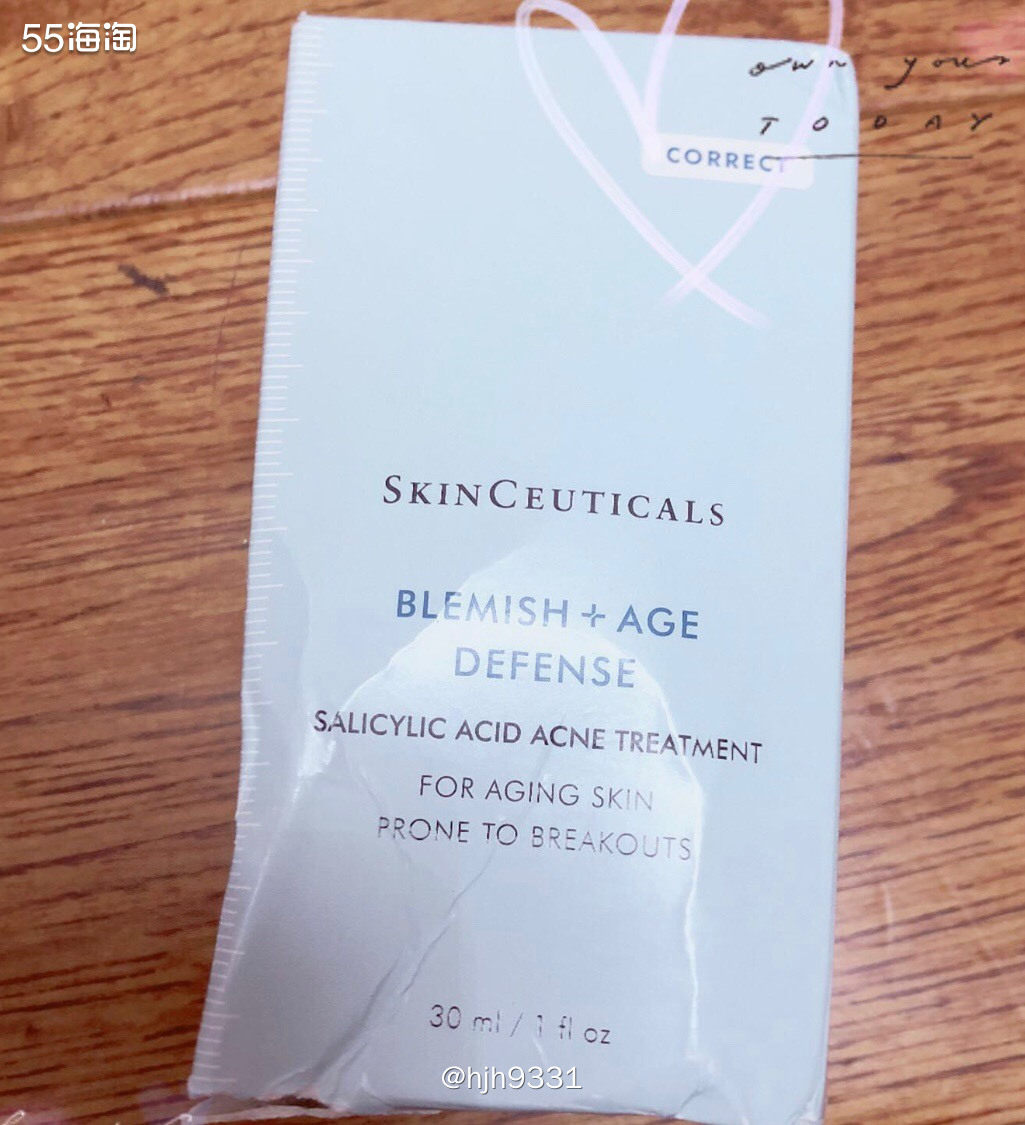 55海淘
own your
TODAY
CORRECT
SKINCEUTICALS
BLEMISH + AGE
DEFENSE
SALICYLIC ACID ACNE TREATMENT
FOR AGING SKIN
PRONE TO BREAKOUTS
30 ml / 1 fl oz
@hjh9331